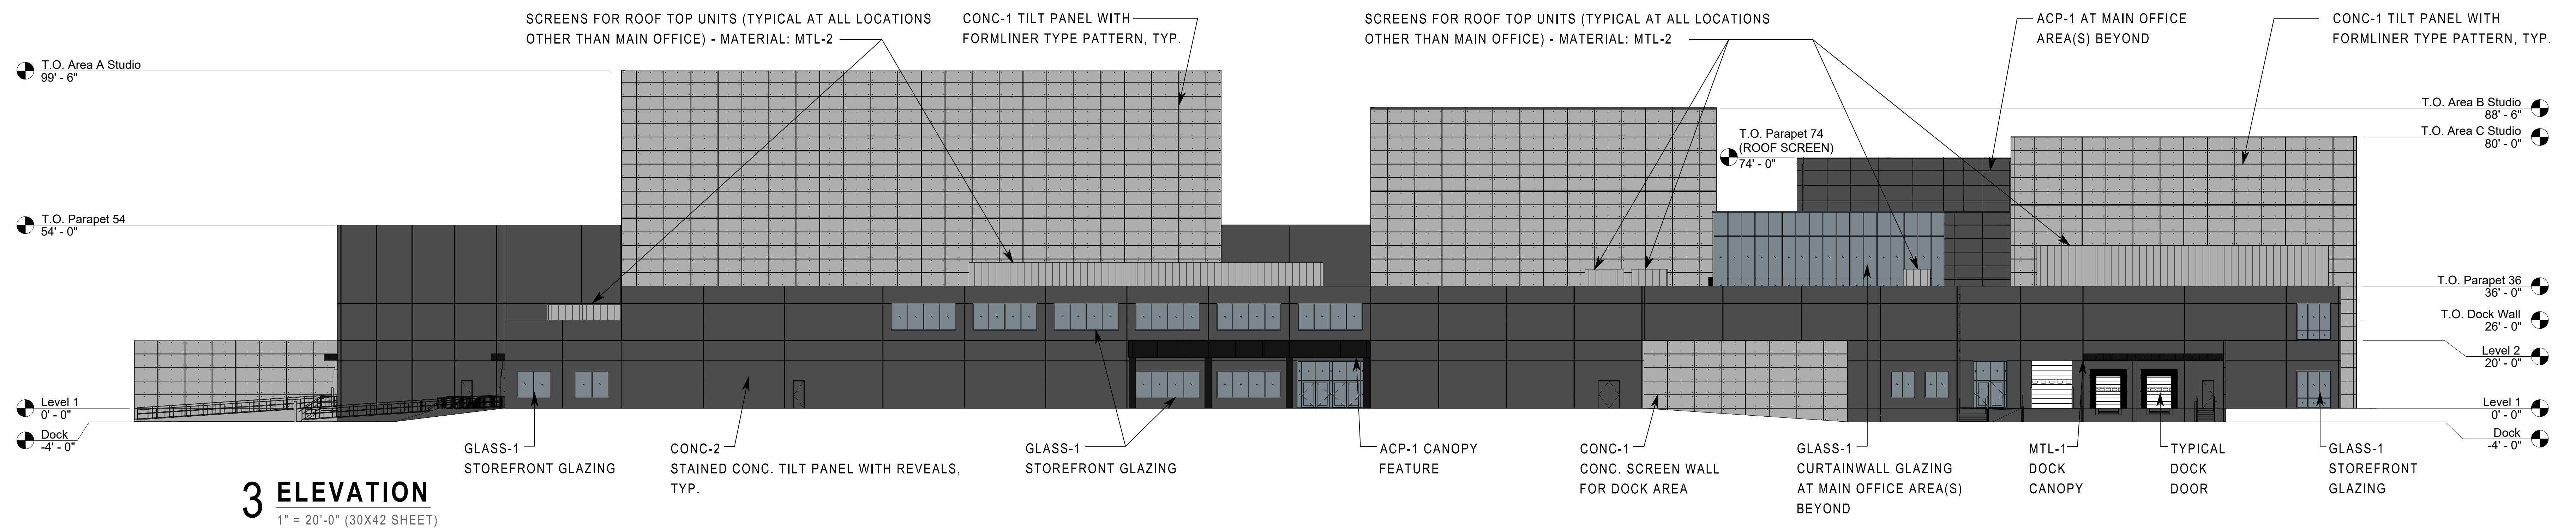 SCREENS FOR ROOF TOP UNITS (TYPICAL AT ALL LOCATIONS
OTHER THAN MAIN OFFICE) - MATERIAL: MTL-2
CONC-1 TILT PANEL WITH
FORMLINER TYPE PATTERN, TYP.
SCREENS FOR ROOF TOP UNITS (TYPICAL AT ALL LOCATIONS
OTHER THAN MAIN OFFICE) - MATERIAL: MTL-2
ACP-1 AT MAIN OFFICE
AREA(S) BEYOND
CONC-1 TILT PANEL WITH
FORMLINER TYPE PATTERN, TYP.
T.O. Area A Studio
99' - 6"
T.O. Parapet 54
54' - 0"
Level 1
0' - 0"
Dock
-4' - 0"
T.O. Parapet 74
(ROOF SCREEN)
74' - 0"
T.O. Area B Studio
88' - 6"
T.O. Area C Studio
80' - 0"
T.O. Parapet 36
36' - 0"
T.O. Dock Wall
26' - 0"
Level 2
20' - 0"
Level 1
0' - 0"
Dock
-4' - 0"
GLASS-1
STOREFRONT GLAZING
CONC-2
STAINED CONC. TILT PANEL WITH REVEALS,
TYP.
GLASS-1
STOREFRONT GLAZING
ACP-1 CANOPY
FEATURE
CONC-1
CONC. SCREEN WALL
FOR DOCK AREA
GLASS-1
CURTAINWALL GLAZING
AT MAIN OFFICE AREA(S)
BEYOND
MTL-1
DOCK
CANOPY
TYPICAL
DOCK
DOOR
GLASS-1
STOREFRONT
GLAZING
3 ELEVATION
1" = 20'-0" (30X42 SHEET)